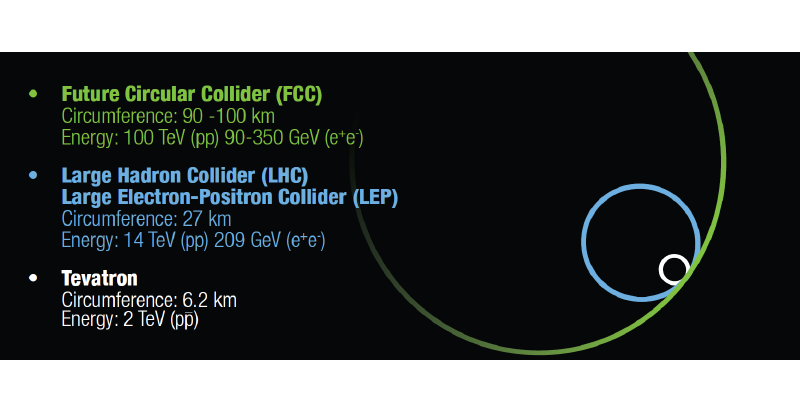 • Future Circular Collider (FCC)
Circumference: 90 -100 km
Energy: 100 TeV (pp) 90-350 GeV (e⁺e⁻)
• Large Hadron Collider (LHC)
Large Electron-Positron Collider (LEP)
Circumference: 27 km
Energy: 14 TeV (pp) 209 GeV (e⁺e⁻)
• Tevatron
Circumference: 6.2 km
Energy: 2 TeV (pp̅)